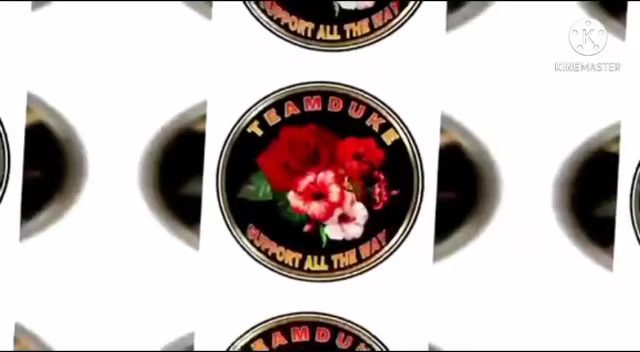 SUPPORT ALL THE WAY
K
KINEMASTER
TEAMDUKE
SUPPORT ALL THE WAY
TEAMDUKE